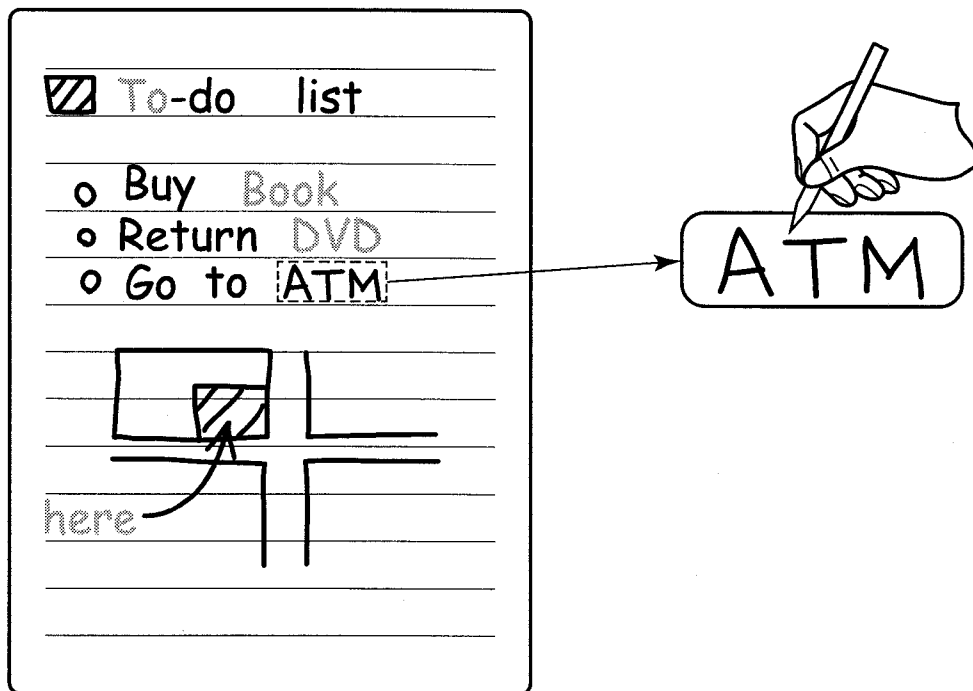 To-do list
Buy Book
Return DVD
Go to ATM
ATM
here